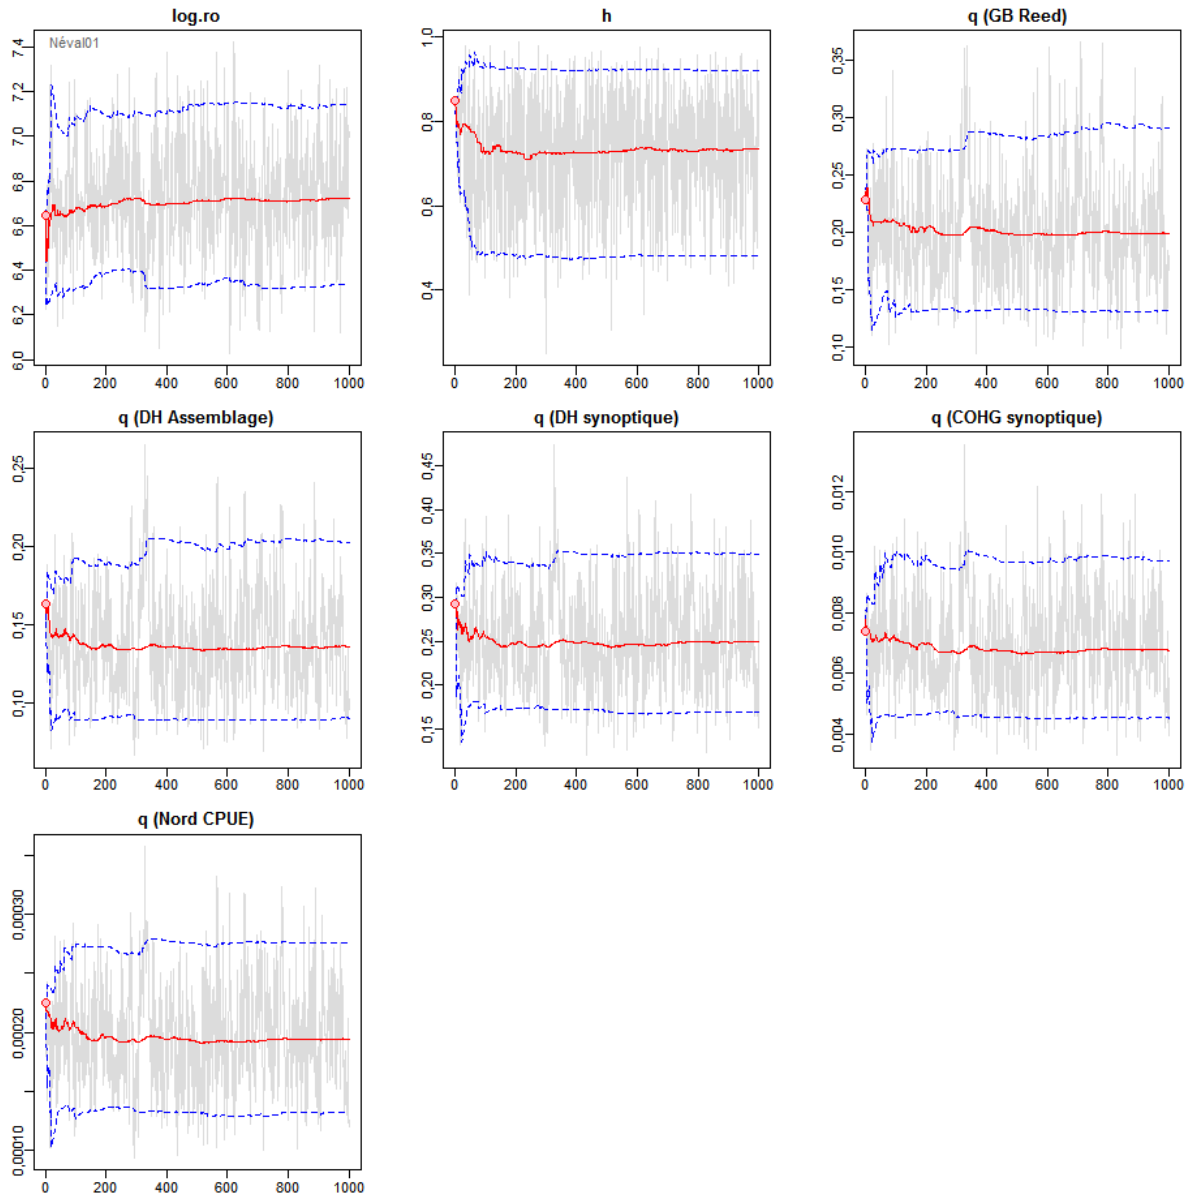 log.ro
h
q (GB Reed)
Néval01
7,4
7,2
7,0
6,8
6,6
6,4
6,2
6,0
0 200 400 600 800 1000
1,0
0,8
0,6
0,4
0 200 400 600 800 1000
0,35
0,30
0,25
0,20
0,15
0,10
0 200 400 600 800 1000
q (DH Assemblage)
q (DH synoptique)
q (COHG synoptique)
0,25
0,20
0,15
0,10
0 200 400 600 800 1000
0,45
0,40
0,35
0,30
0,25
0,20
0,15
0 200 400 600 800 1000
0,012
0,010
0,008
0,006
0,004
0 200 400 600 800 1000
q (Nord CPUE)
0,00030
0,00020
0,00010
0 200 400 600 800 1000